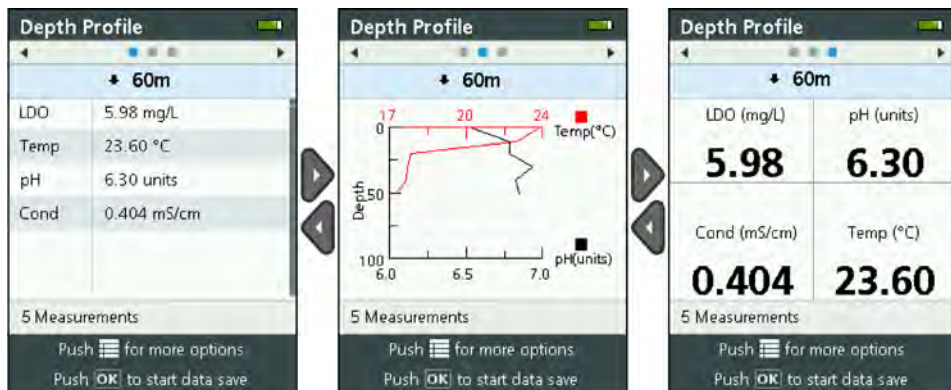 Depth Profile
60m
LDO 5.98 mg/L
Temp 23.60 °C
pH 6.30 units
Cond 0.404 mS/cm
5 Measurements
Push for more options
Push OK to start data save
Depth Profile
60m
17 20 24
Temp(°C)
0
50
100
Depth
pH(units)
6.0 6.5 7.0
5 Measurements
Push for more options
Push OK to start data save
Depth Profile
60m
LDO (mg/L) pH (units)
5.98 6.30
Cond (mS/cm) Temp (°C)
0.404 23.60
5 Measurements
Push for more options
Push OK to start data save